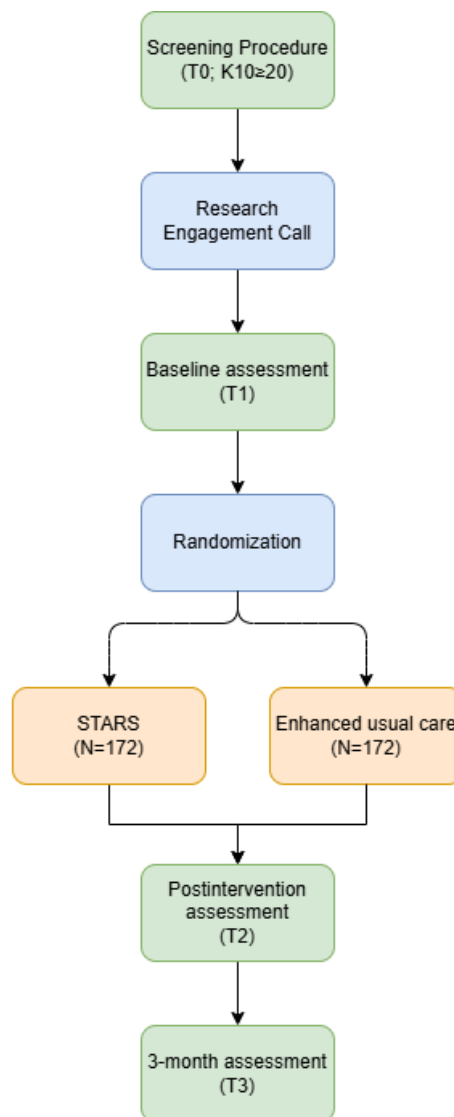 Screening Procedure
(T0; K10≥20)
Research
Engagement Call
Baseline assessment
(T1)
Randomization
STARS
(N=172)
Enhanced usual care
(N=172)
Postintervention
assessment
(T2)
3-month assessment
(T3)